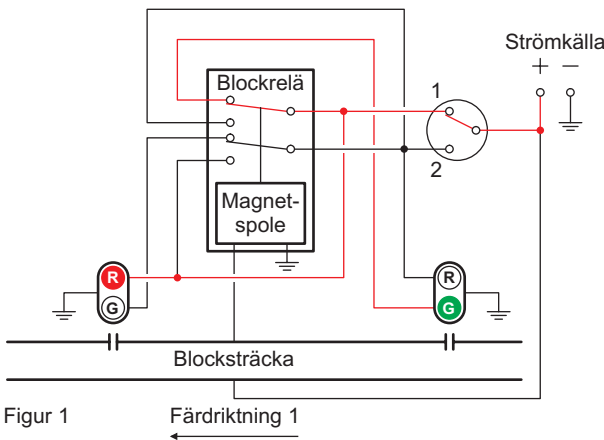 Strömkälla
+ −
Blockrelä
1
2
Magnet-
spole
R
G
R
G
Blocksträcka
Figur 1
Färdriktning 1